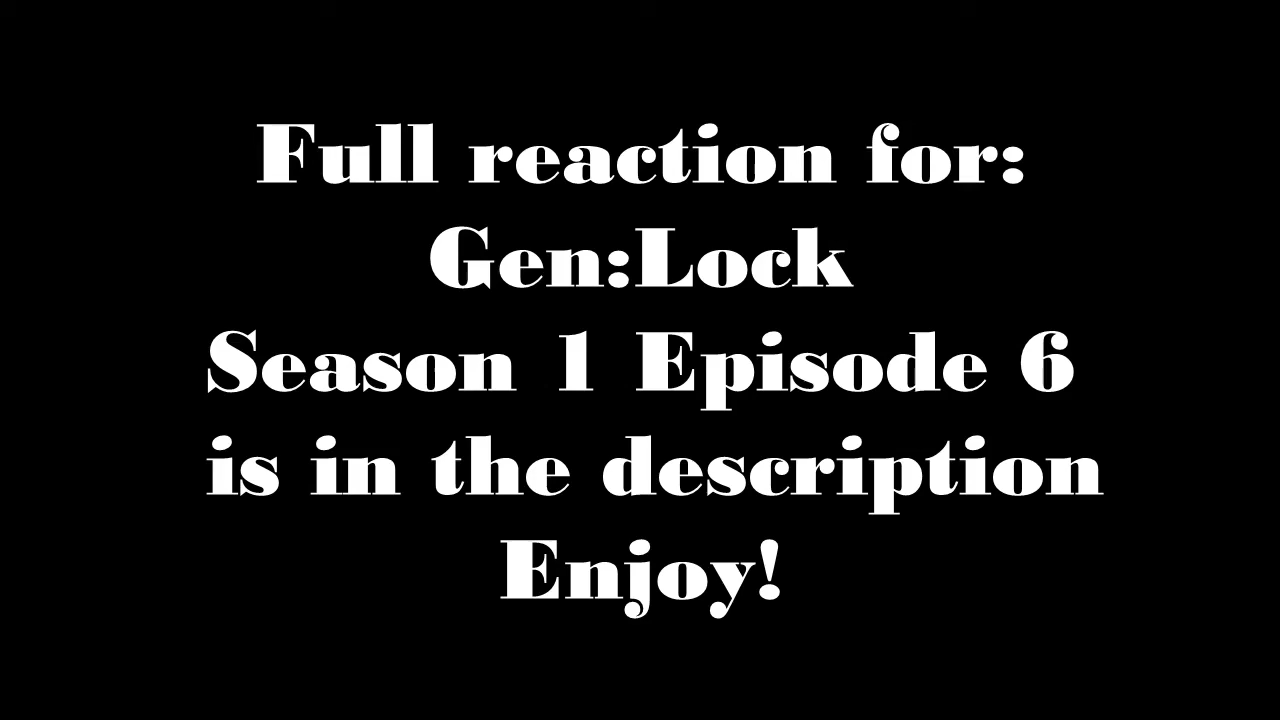 Full reaction for:
Gen:Lock
Season 1 Episode 6
is in the description
Enjoy!